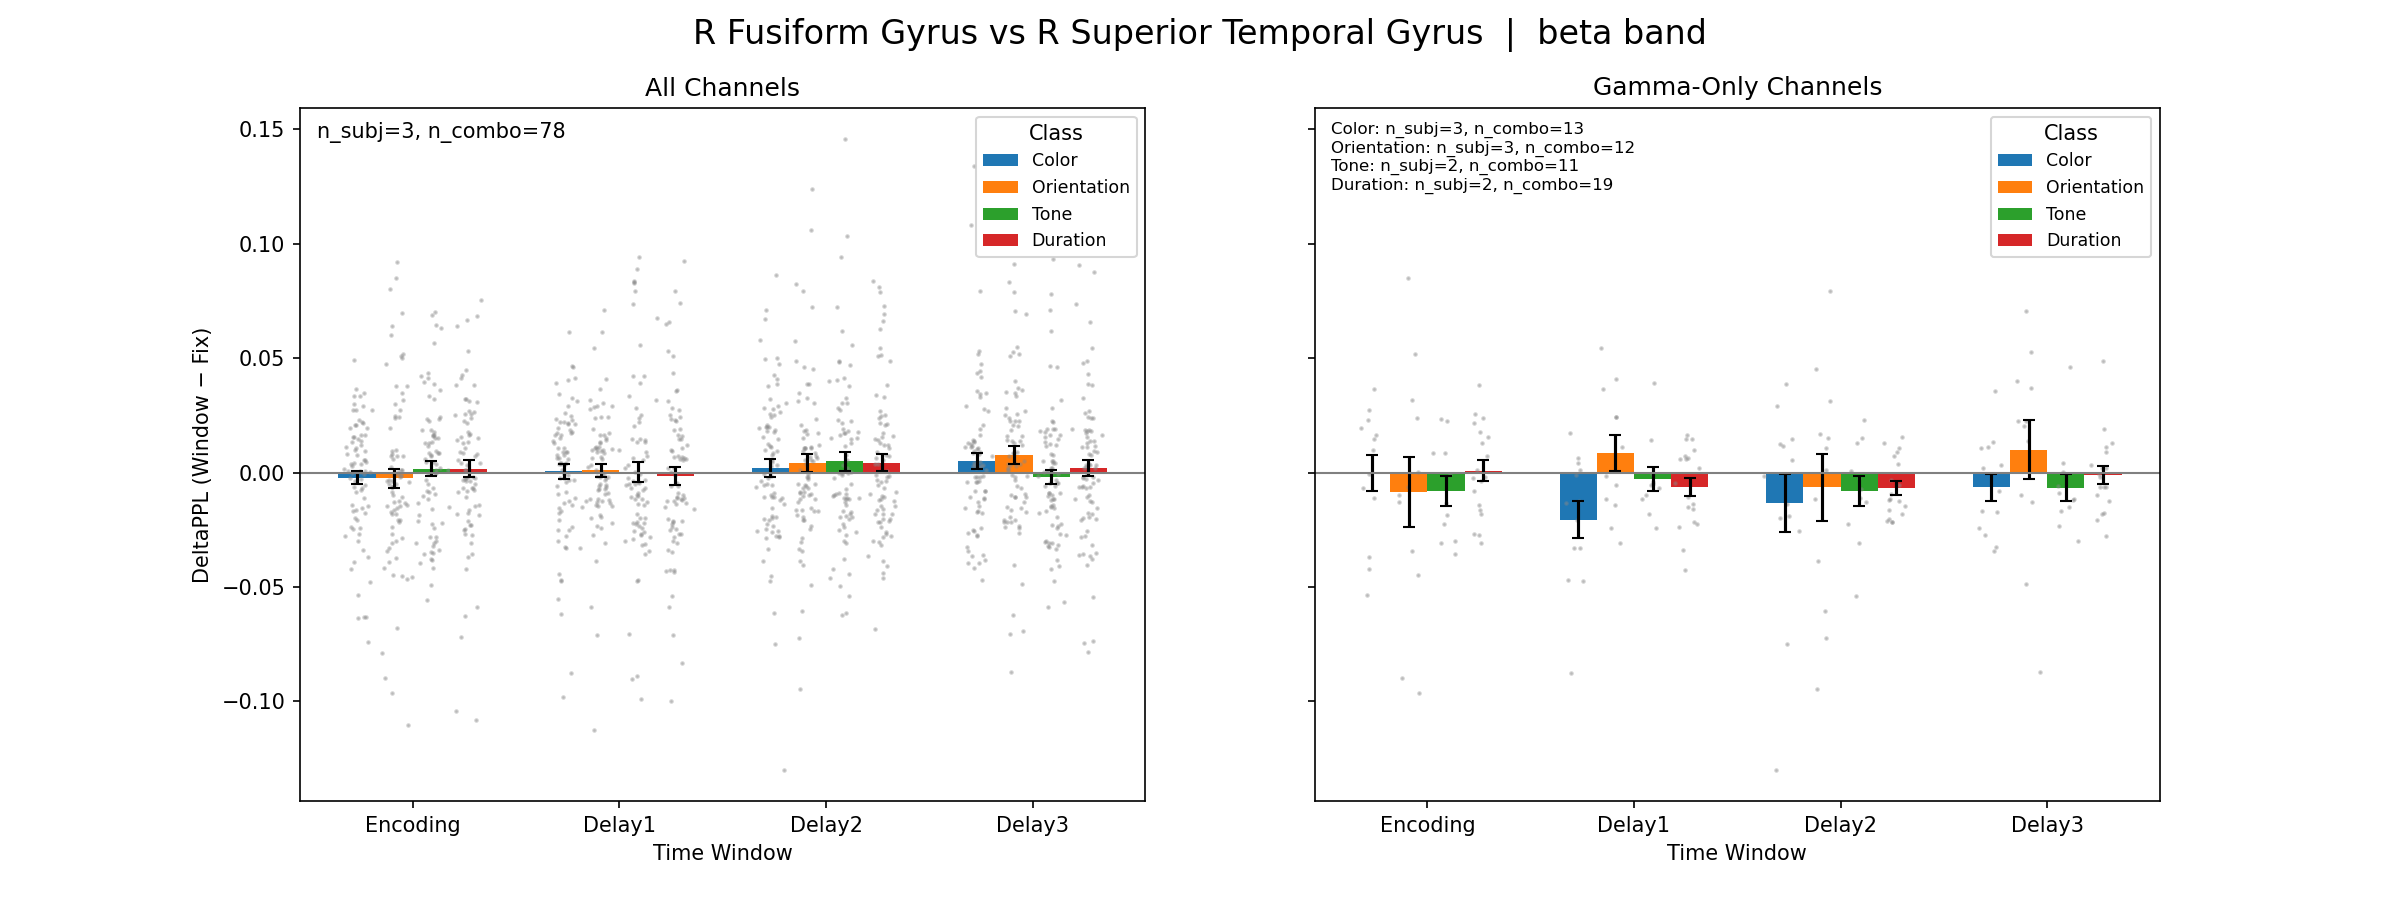 R Fusiform Gyrus vs R Superior Temporal Gyrus | beta band
All Channels
n_subj=3, n_combo=78
Class
Color
Orientation
Tone
Duration
0.15
0.10
0.05
0.00
−0.05
−0.10
DeltaPPL (Window − Fix)
Encoding
Delay1
Delay2
Delay3
Time Window
Gamma-Only Channels
Color: n_subj=3, n_combo=13
Orientation: n_subj=3, n_combo=12
Tone: n_subj=2, n_combo=11
Duration: n_subj=2, n_combo=19
Class
Color
Orientation
Tone
Duration
Encoding
Delay1
Delay2
Delay3
Time Window